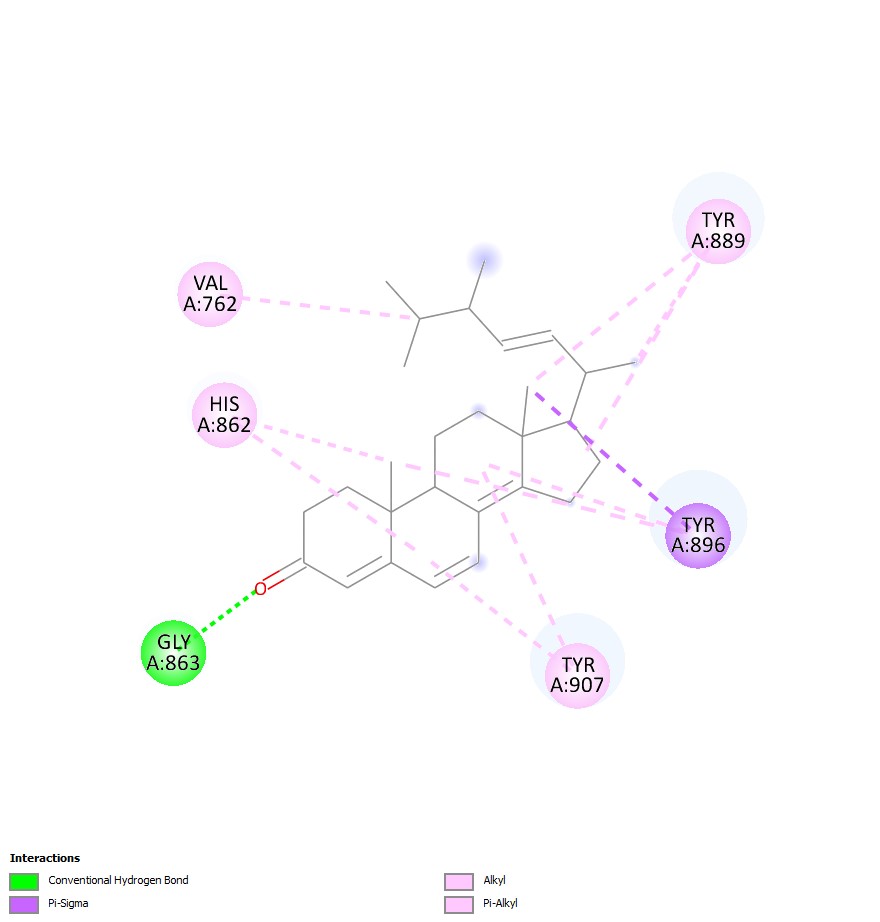 TYR
A:889
VAL
A:762
HIS
A:862
TYR
A:896
O
GLY
A:863
TYR
A:907
Interactions
Conventional Hydrogen Bond
Pi-Sigma
Alkyl
Pi-Alkyl